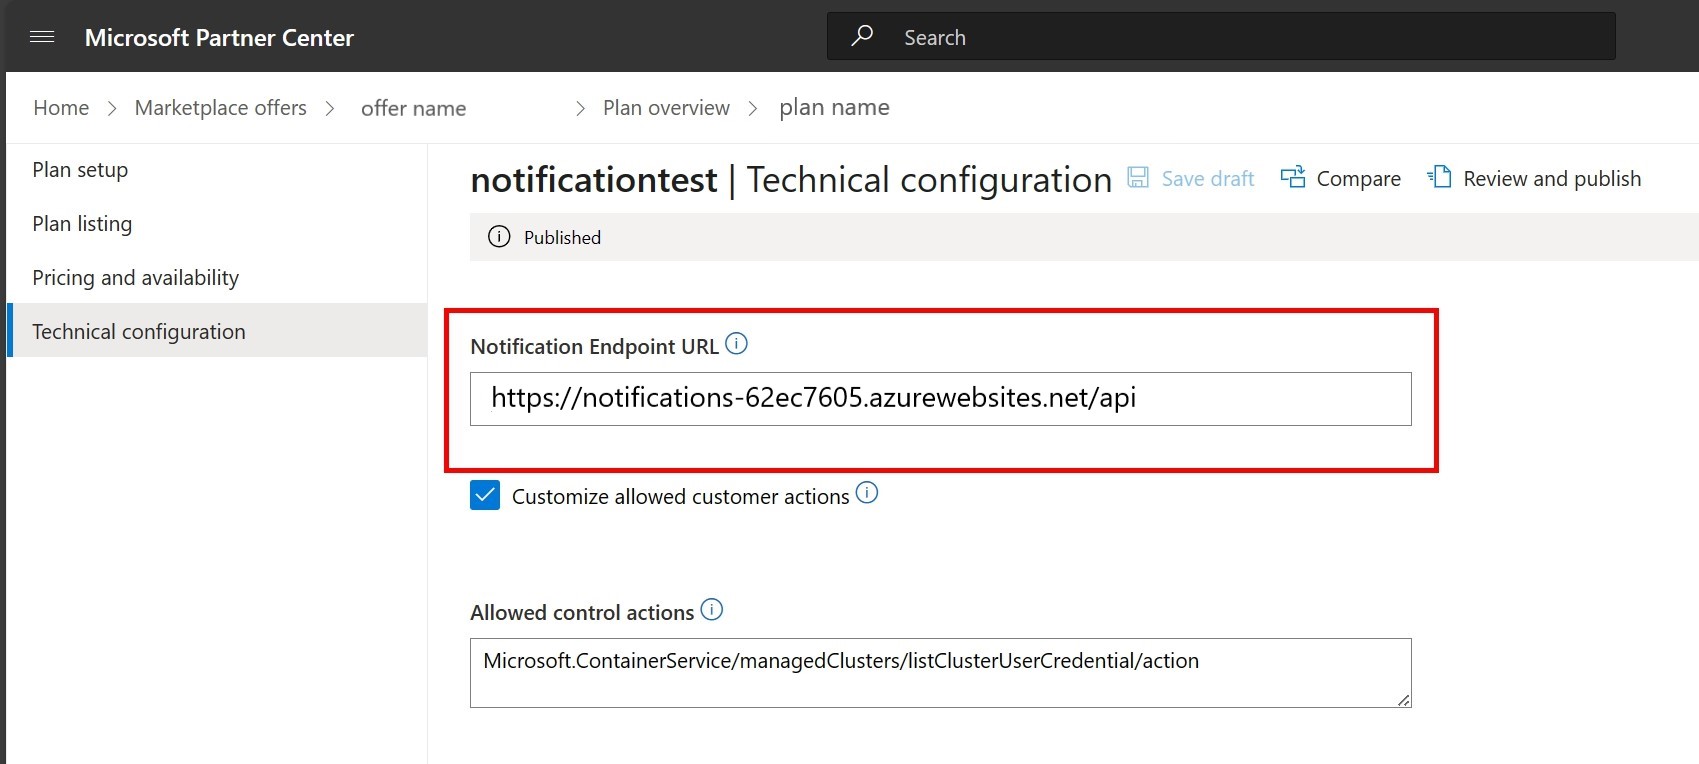 Microsoft Partner Center
Search
Home > Marketplace offers > offer name > Plan overview > plan name
Plan setup
Plan listing
Pricing and availability
Technical configuration
notificationtest | Technical configuration
Save draft
Compare
Review and publish
Published
Notification Endpoint URL
https://notifications-62ec7605.azurewebsites.net/api
Customize allowed customer actions
Allowed control actions
Microsoft.ContainerService/managedClusters/listClusterUserCredential/action